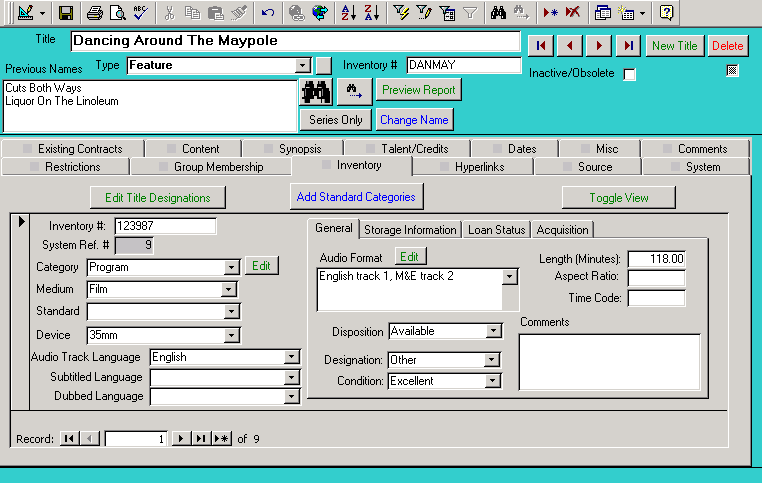 Title Dancing Around The Maypole
New Title Delete
Previous Names Type Feature Inventory # DANMAY
Inactive/Obsolete
Cuts Both Ways
Liquor On The Linoleum
Preview Report
Series Only Change Name
Existing Contracts Content Synopsis Talent/Credits Dates Misc Comments
Restrictions Group Membership Inventory Hyperlinks Source System
Edit Title Designations Add Standard Categories Toggle View
Inventory #: 123987
System Ref. # 9
Category Program Edit
Medium Film
Standard
Device 35mm
Audio Track Language English
Subtitled Language
Dubbed Language
General Storage Information Loan Status Acquisition
Audio Format Edit
English track 1, M&E track 2
Length (Minutes): 118.00
Aspect Ratio:
Time Code:
Disposition Available
Designation: Other
Condition: Excellent
Comments
Record: 1 of 9